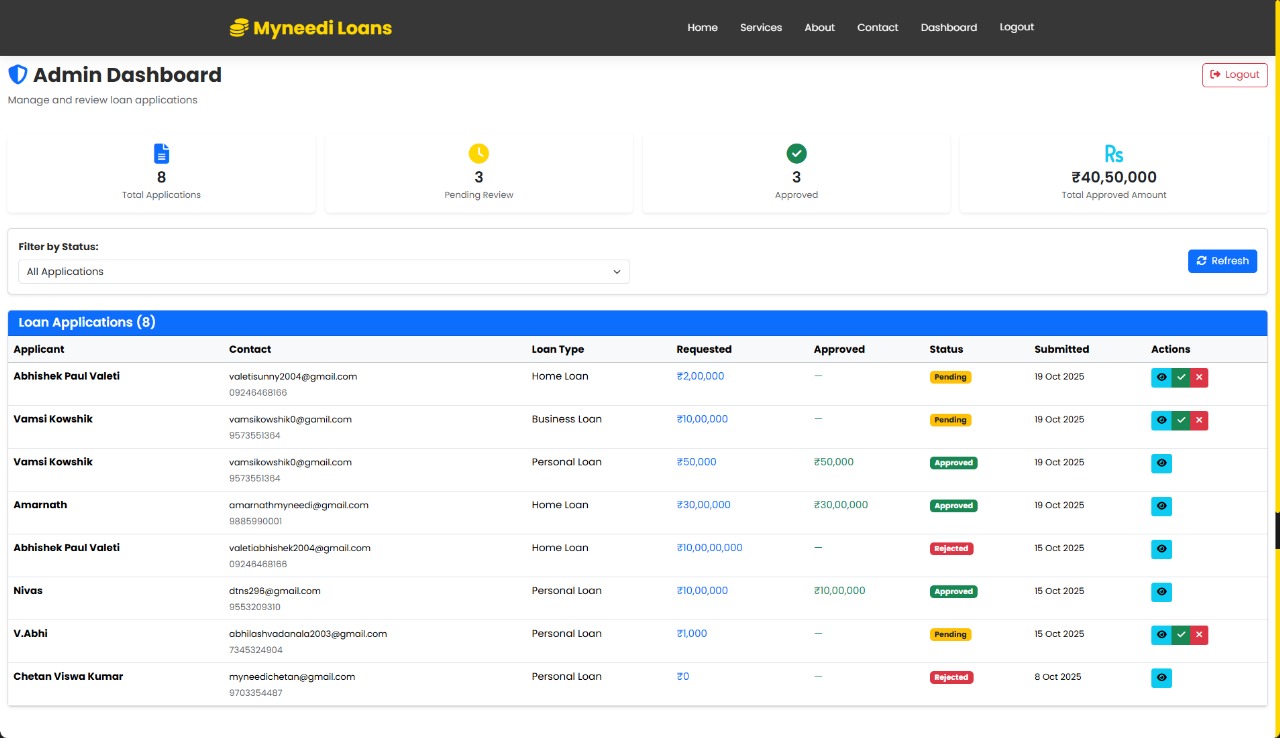 Myneedi Loans
Home Services About Contact Dashboard Logout
Admin Dashboard
Logout
Manage and review loan applications
8
Total Applications
3
Pending Review
3
Approved
Rs
₹40,50,000
Total Approved Amount
Filter by Status:
All Applications
Refresh
Loan Applications (8)
Applicant Contact Loan Type Requested Approved Status Submitted Actions
Abhishek Paul Valeti valetisunny2004@gmail.com Home Loan ₹2,00,000 — Pending 19 Oct 2025
09246468166
Vamsi Kowshik vamsikowshik0@gamil.com Business Loan ₹10,00,000 — Pending 19 Oct 2025
9573551364
Vamsi Kowshik vamsikowshik0@gmail.com Personal Loan ₹50,000 ₹50,000 Approved 19 Oct 2025
9573551364
Amarnath amarnathmyneedi@gmail.com Home Loan ₹30,00,000 ₹30,00,000 Approved 19 Oct 2025
9885990001
Abhishek Paul Valeti valetiabhishek2004@gmail.com Home Loan ₹10,00,00,000 — Rejected 15 Oct 2025
09246468166
Nivas dtns296@gmail.com Personal Loan ₹10,00,000 ₹10,00,000 Approved 15 Oct 2025
9553209310
V.Abhi abhilashvadanala2003@gmail.com Personal Loan ₹1,000 — Pending 15 Oct 2025
7345324904
Chetan Viswa Kumar myneedichetan@gmail.com Personal Loan ₹0 — Rejected 8 Oct 2025
9703354487